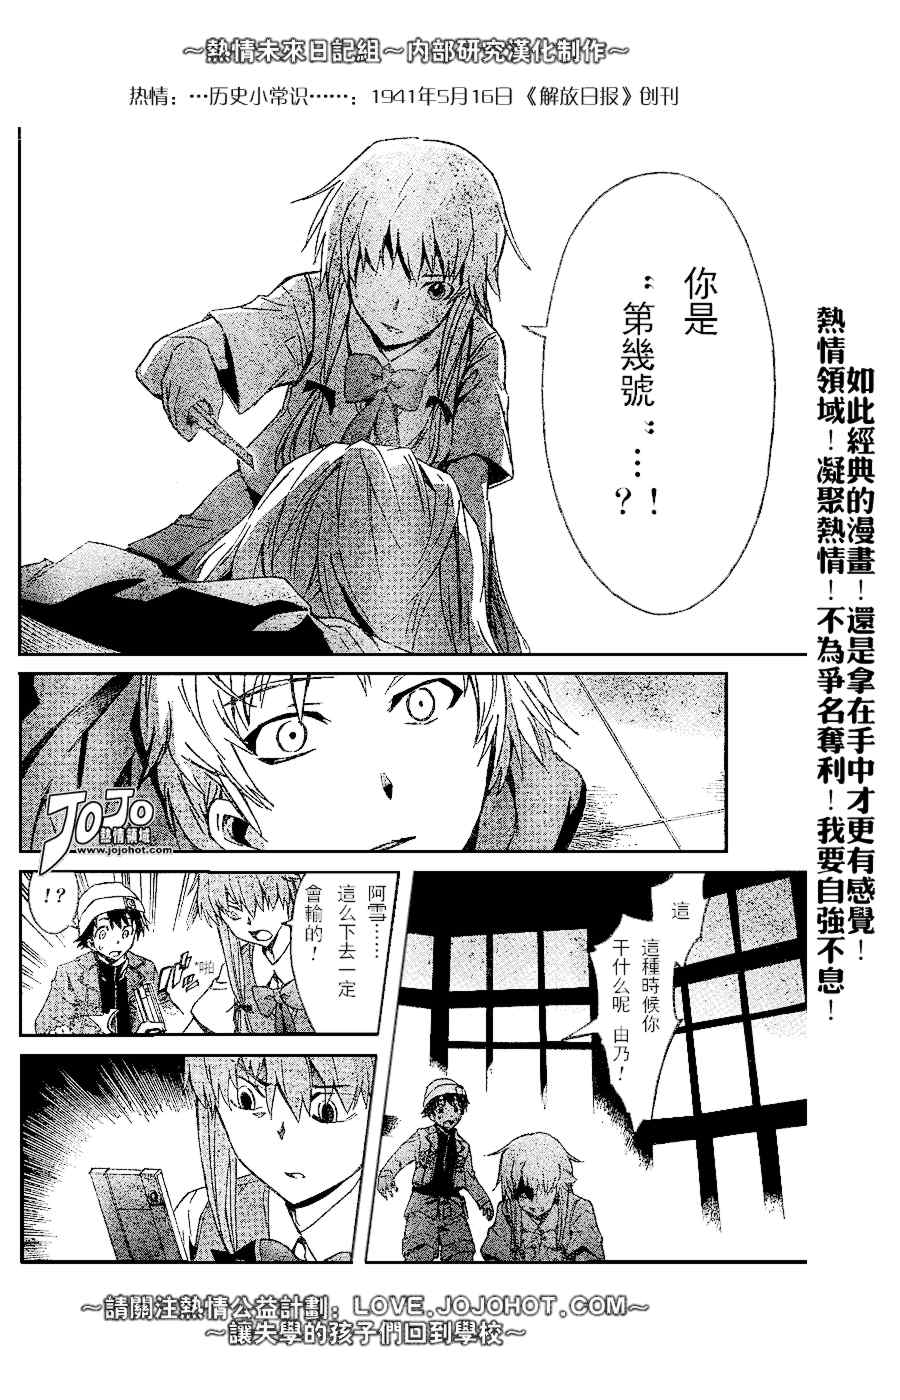 ~熱情未來日記組~內部研究漢化制作~
热情：…历史小常识……：1941年5月16日《解放日报》创刊
你是
“第幾號“…
?!
如此經典的漫畫！還是拿在手中才更有感覺！
熱情領域！凝聚熱情！不為爭名奪利！我要自強不息！
JOJO
熱情領域
www.jojohot.com
這
這種時候你
干什么呢 由乃！
阿雪……
這么下去一定
會輸的！
啪
!?
~請關注熱情公益計劃：LOVE.JOJOHOT.COM~
~讓失學的孩子們回到學校~